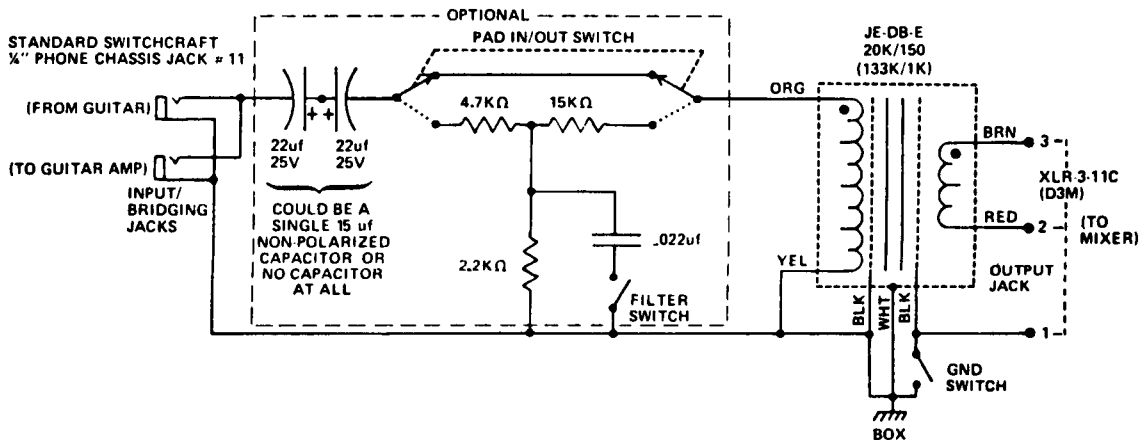 OPTIONAL
PAD IN/OUT SWITCH
STANDARD SWITCHCRAFT
¼" PHONE CHASSIS JACK #11
(FROM GUITAR)
(TO GUITAR AMP)
INPUT/
BRIDGING
JACKS
+ +
22uf
25V
22uf
25V
COULD BE A
SINGLE 15 uf
NON-POLARIZED
CAPACITOR OR
NO CAPACITOR
AT ALL
4.7KΩ
15KΩ
2.2KΩ
.022uf
FILTER
SWITCH
JE-DB-E
20K/150
(133K/1K)
ORG
YEL
BLK
WHT
BLK
BRN
RED
3
2
1
XLR-3-11C
(D3M)
(TO
MIXER)
OUTPUT
JACK
GND
SWITCH
BOX